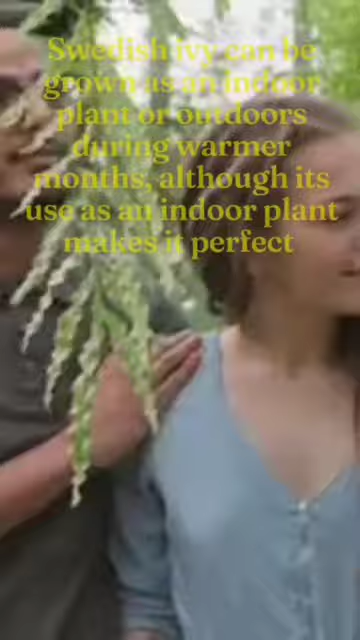 Swedish ivy can be
grown as an indoor
plant or outdoors
during warmer
months, although its
use as an indoor plant
makes it perfect